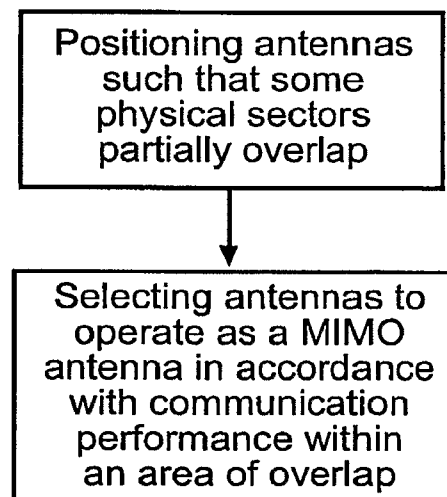 Positioning antennas
such that some
physical sectors
partially overlap
Selecting antennas to
operate as a MIMO
antenna in accordance
with communication
performance within
an area of overlap